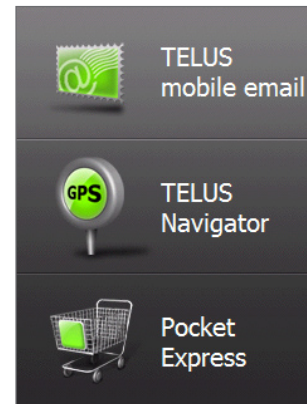 TELUS
mobile email
GPS
TELUS
Navigator
Pocket
Express